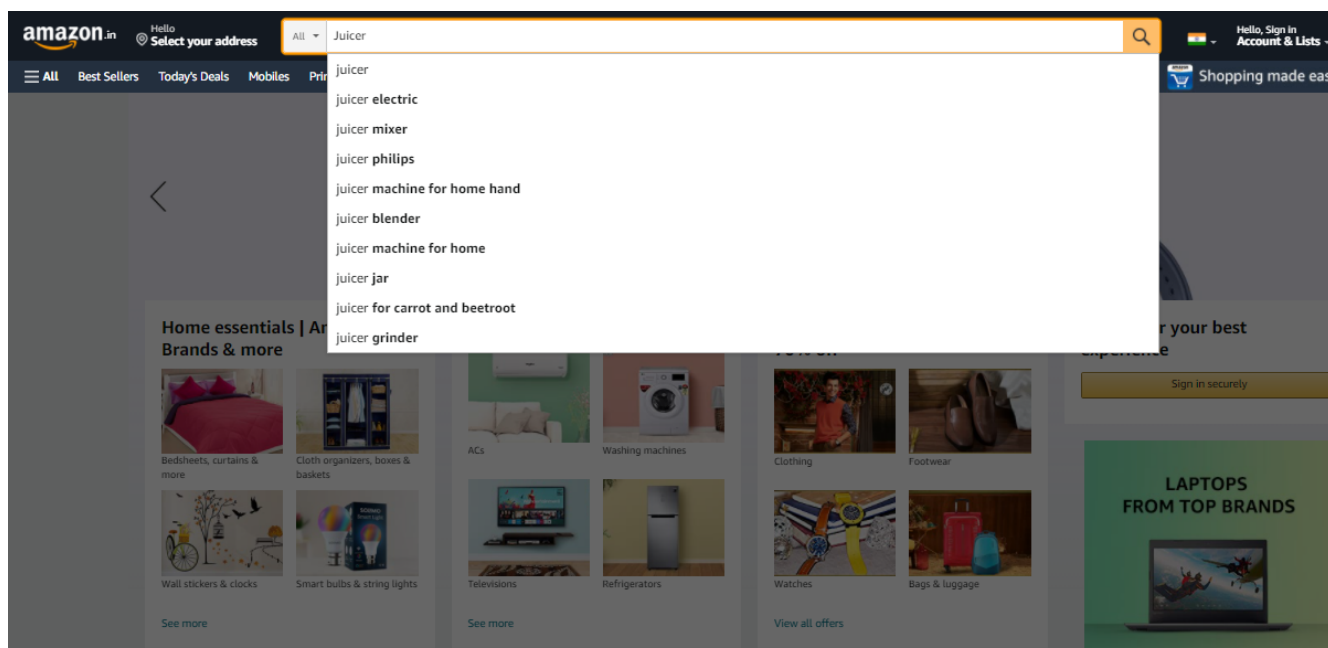 amazon.in
Hello
Select your address
All
Juicer
Hello, Sign in
Account & Lists
All
Best Sellers
Today's Deals
Mobiles
Shopping made eas
juicer
juicer electric
juicer mixer
juicer philips
juicer machine for home hand
juicer blender
juicer machine for home
juicer jar
juicer for carrot and beetroot
juicer grinder
Home essentials |
Brands & more
Bedsheets, curtains &
more
Cloth organizers, boxes &
baskets
Wall stickers & clocks
Smart bulbs & string lights
See more
ACs
Washing machines
Televisions
Refrigerators
See more
Clothing
Footwear
Watches
Bags & luggage
View all offers
your best
experience
Sign in securely
LAPTOPS
FROM TOP BRANDS